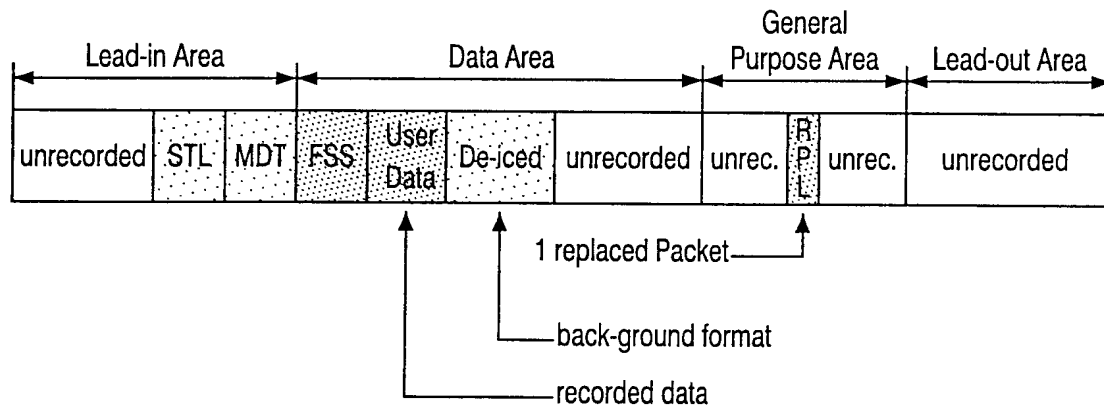 General
Lead-in Area
Data Area
Purpose Area
Lead-out Area
unrecorded
STL
MDT
FSS
User
Data
De-iced
unrecorded
unrec.
RPL
unrec.
unrecorded
1 replaced Packet
back-ground format
recorded data